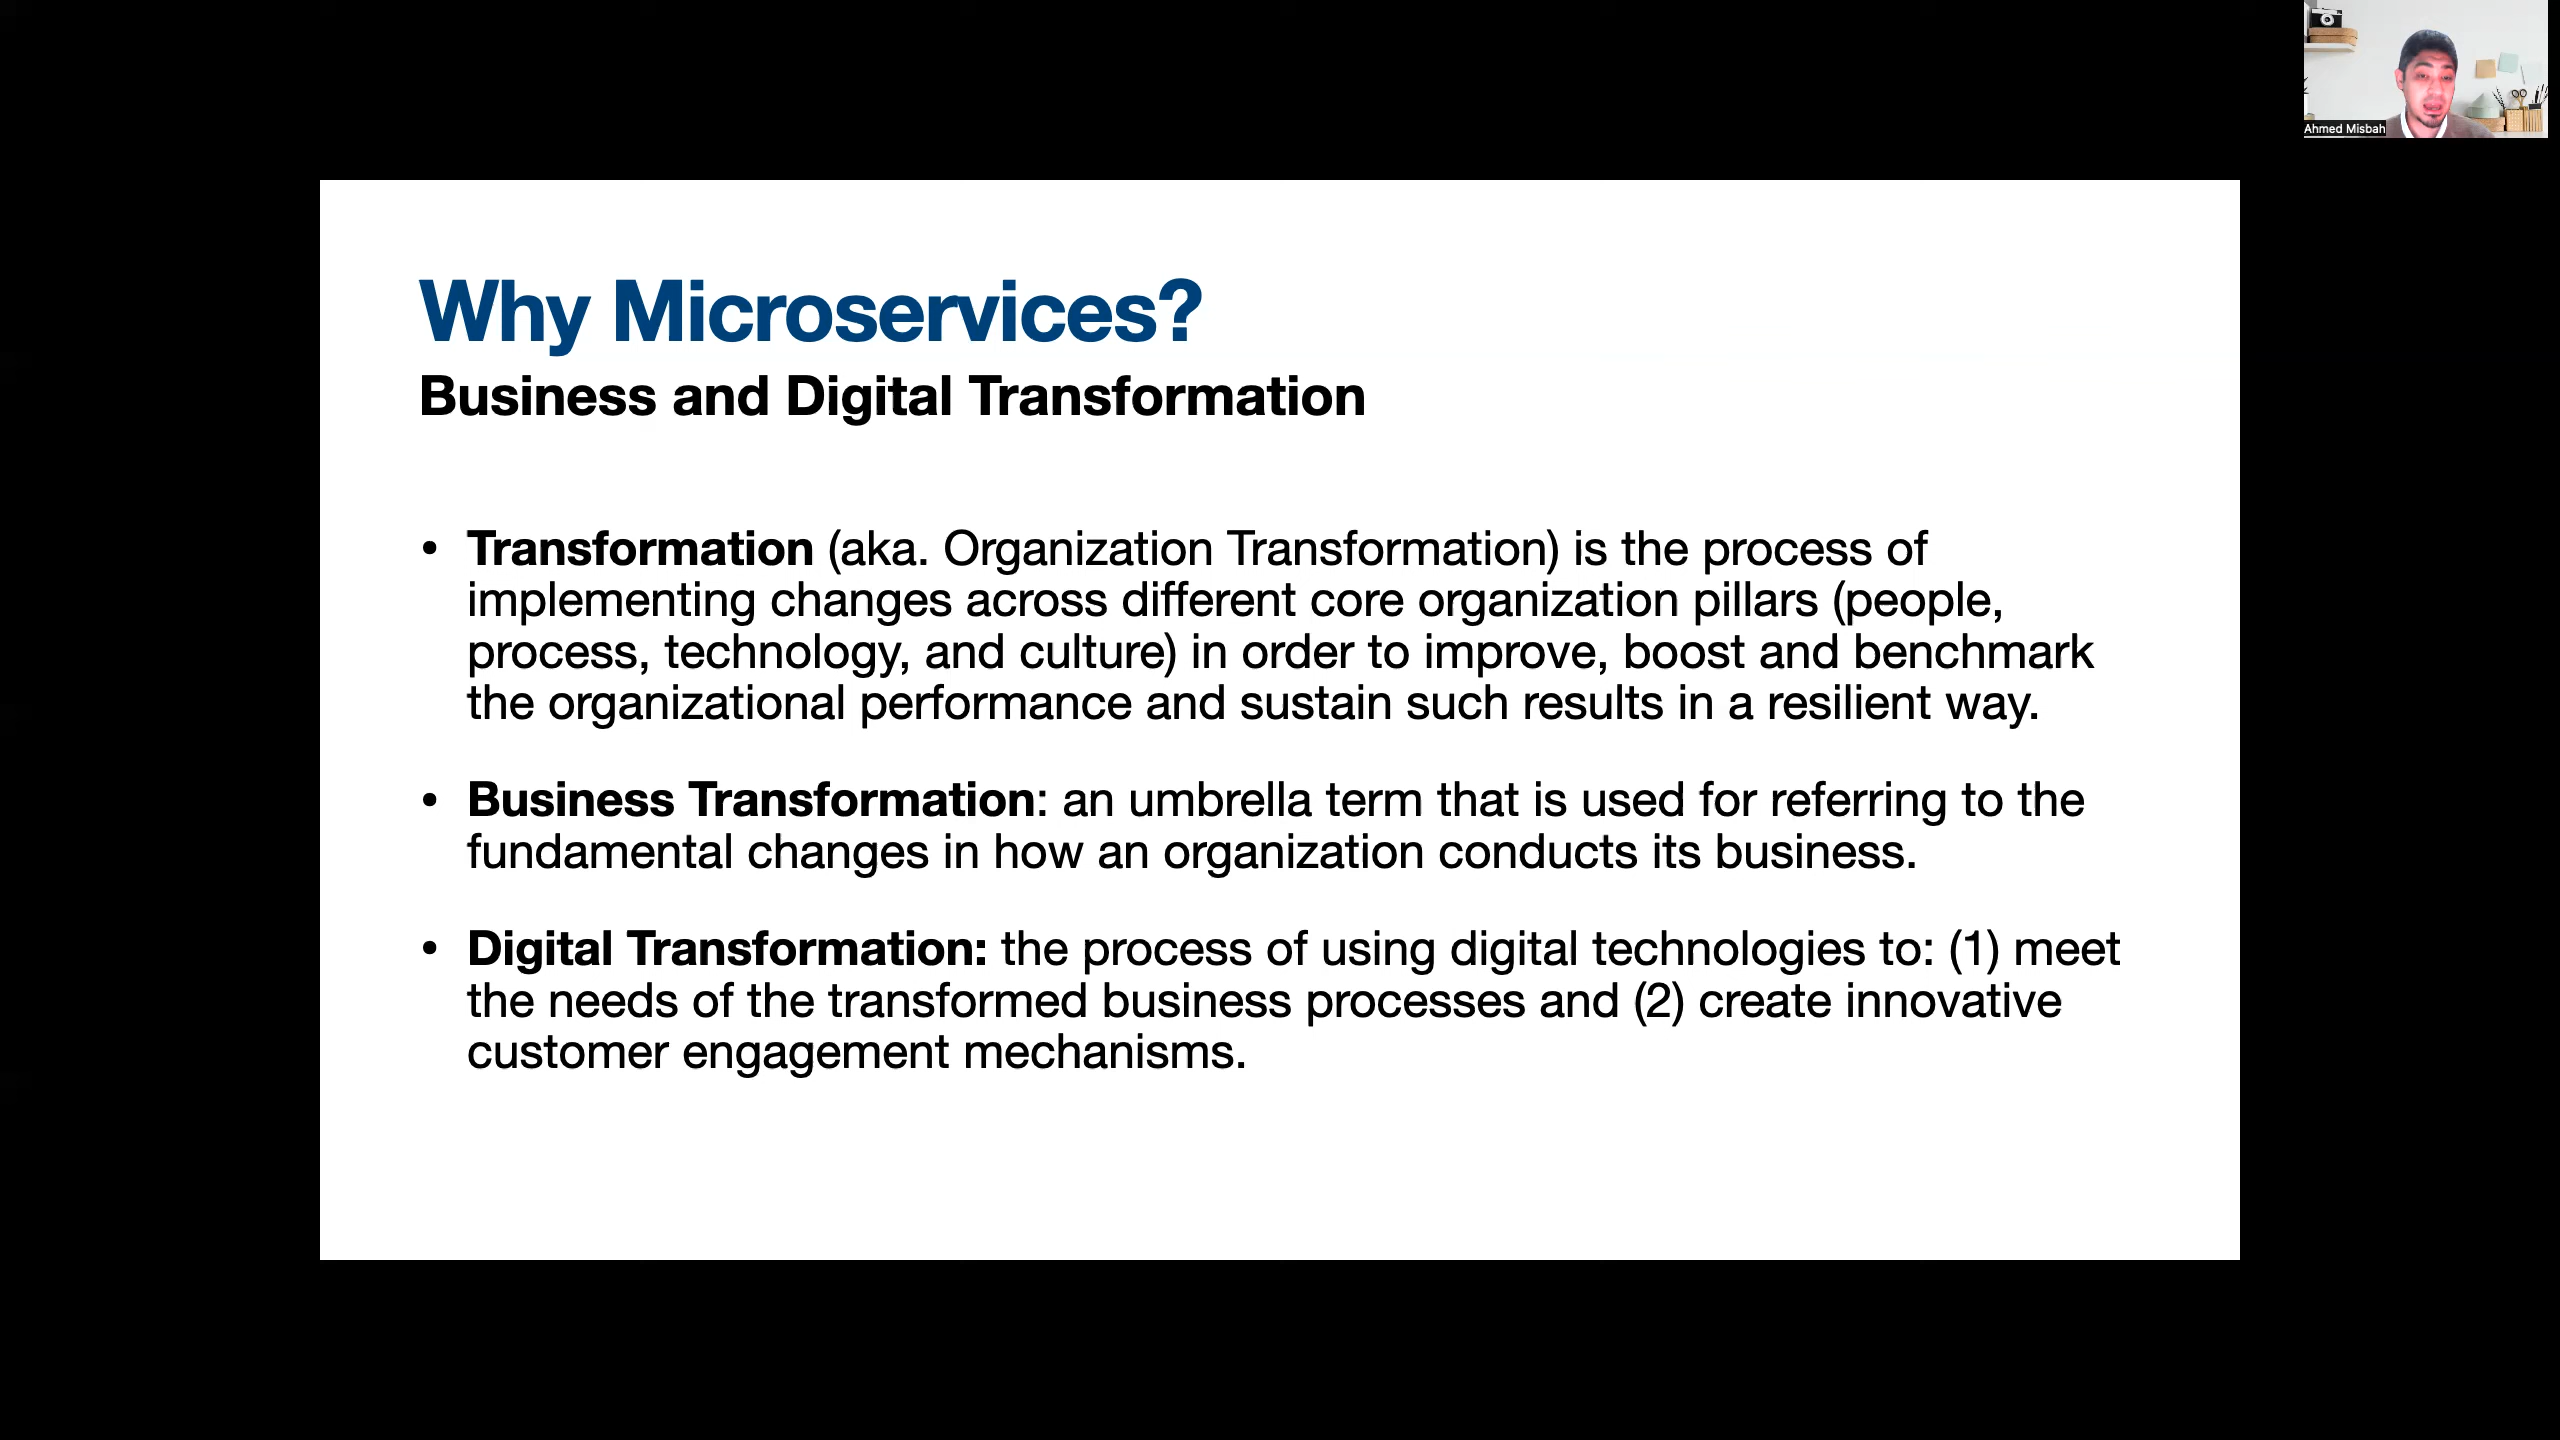 Ahmed Misbah
Why Microservices?
Business and Digital Transformation
• Transformation (aka. Organization Transformation) is the process of
implementing changes across different core organization pillars (people,
process, technology, and culture) in order to improve, boost and benchmark
the organizational performance and sustain such results in a resilient way.
• Business Transformation: an umbrella term that is used for referring to the
fundamental changes in how an organization conducts its business.
• Digital Transformation: the process of using digital technologies to: (1) meet
the needs of the transformed business processes and (2) create innovative
customer engagement mechanisms.